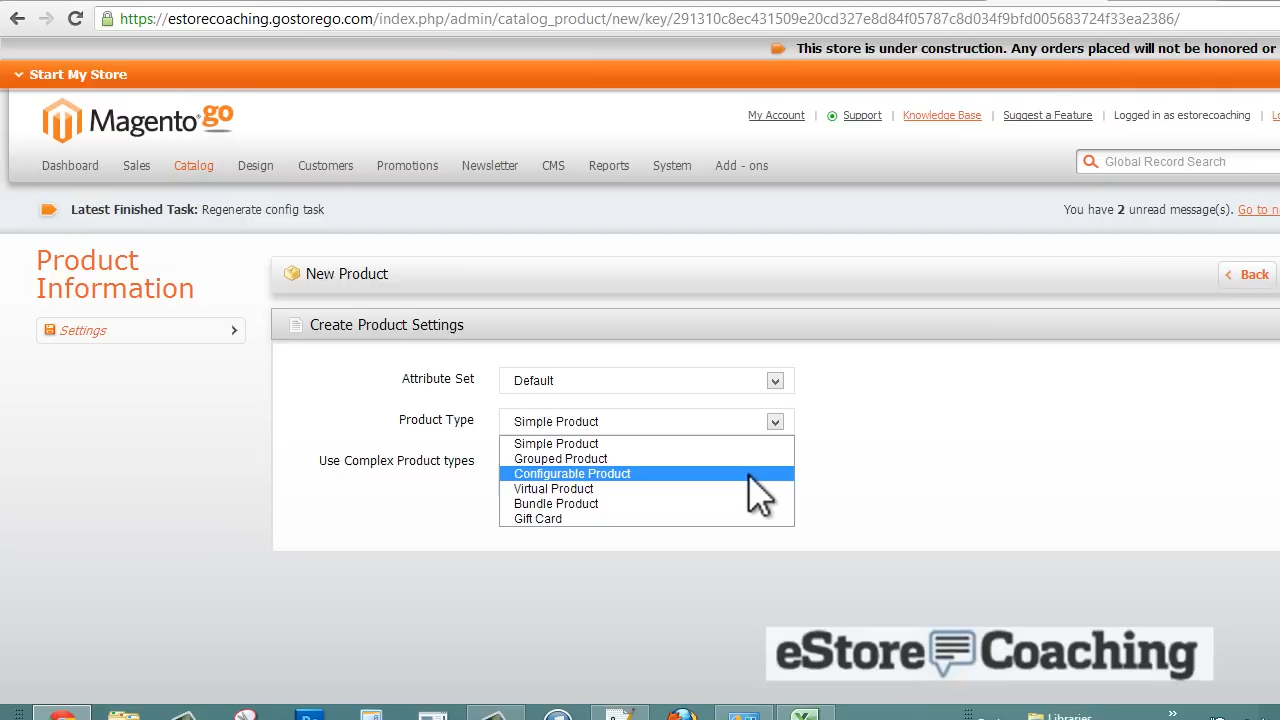 https://estorecoaching.gostorego.com/index.php/admin/catalog_product/new/key/291310c8ec431509e20cd327e8d84f05787c8d034f9bfd005683724f33ea2386/
This store is under construction. Any orders placed will not be honored or
Start My Store
Magento go
My Account | Support | Knowledge Base | Suggest a Feature | Logged in as estorecoaching |
Dashboard Sales Catalog Design Customers Promotions Newsletter CMS Reports System Add - ons
Global Record Search
Latest Finished Task: Regenerate config task
You have 2 unread message(s). Go to
Product
Information
Settings
New Product
Back
Create Product Settings
Attribute Set Default
Product Type Simple Product
Use Complex Product types
Simple Product
Grouped Product
Configurable Product
Virtual Product
Bundle Product
Gift Card
eStore Coaching
Libraries